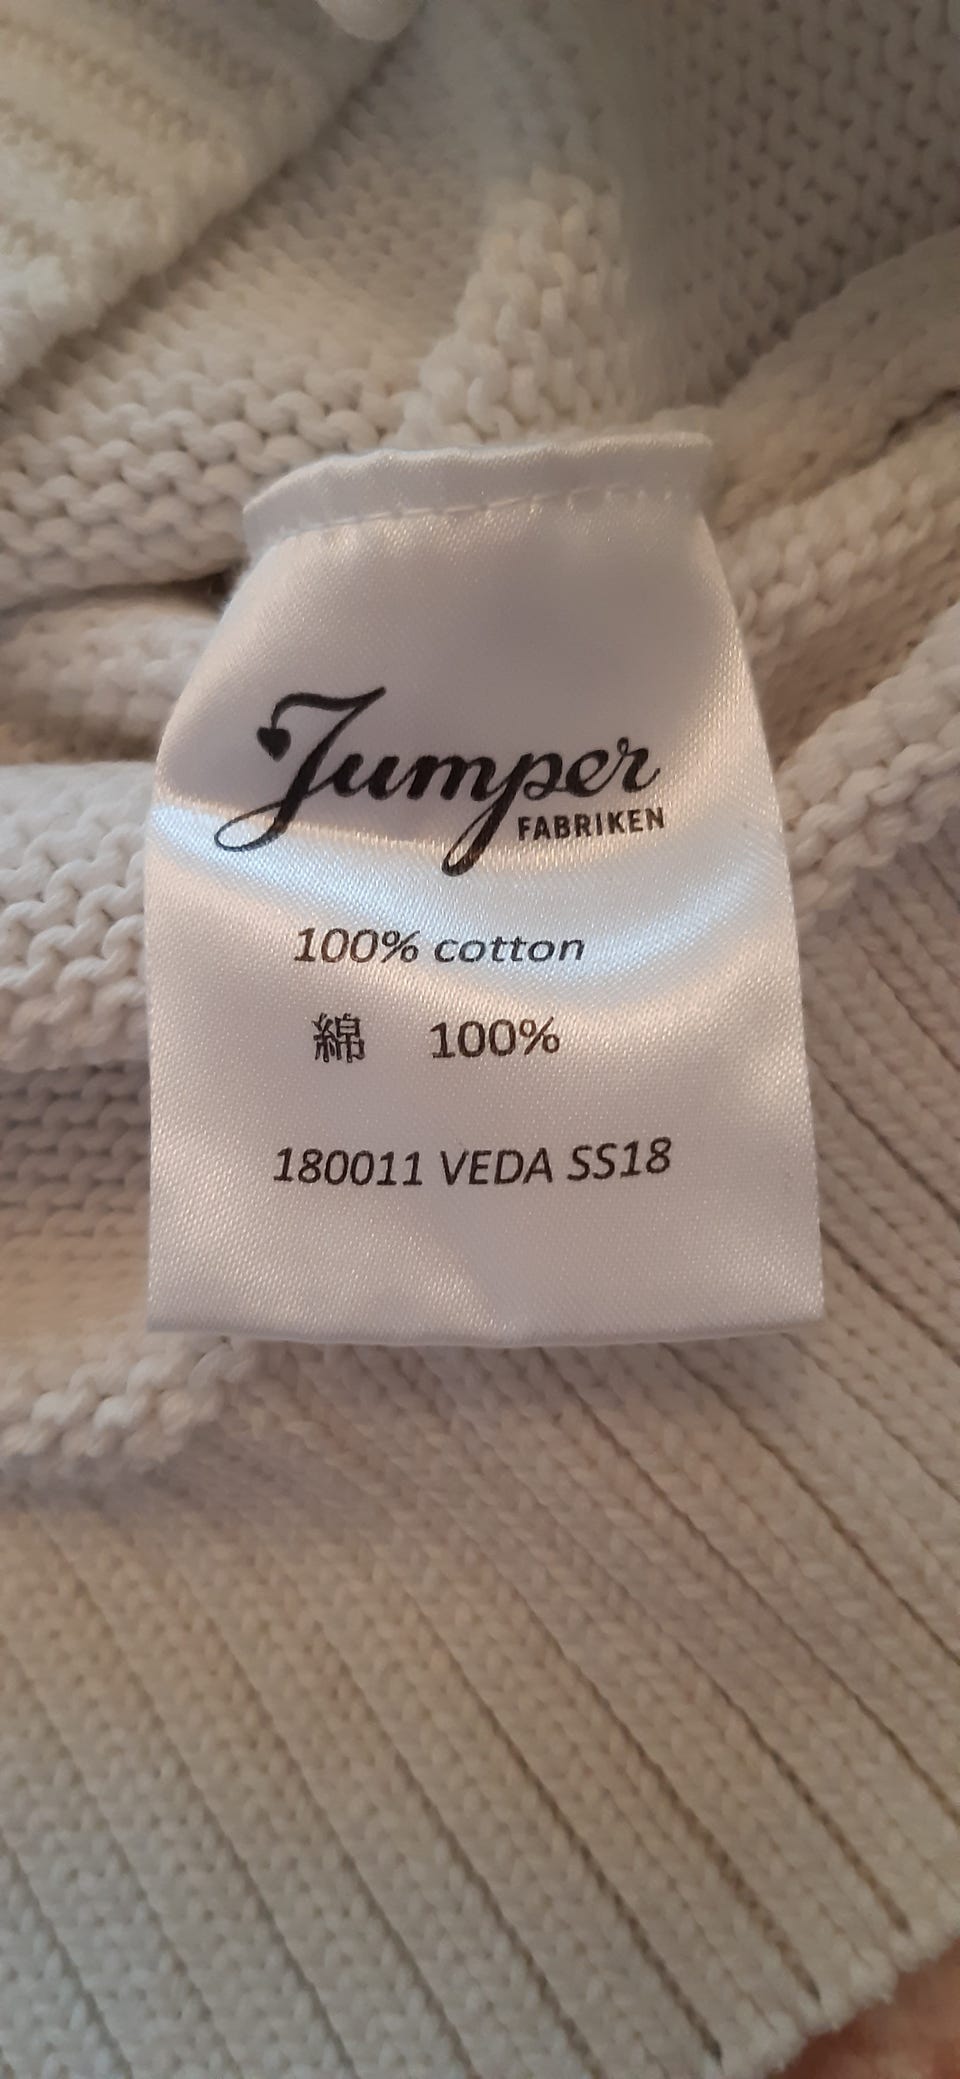 Jumper
FABRIKEN
100% cotton
綿 100%
180011 VEDA SS18